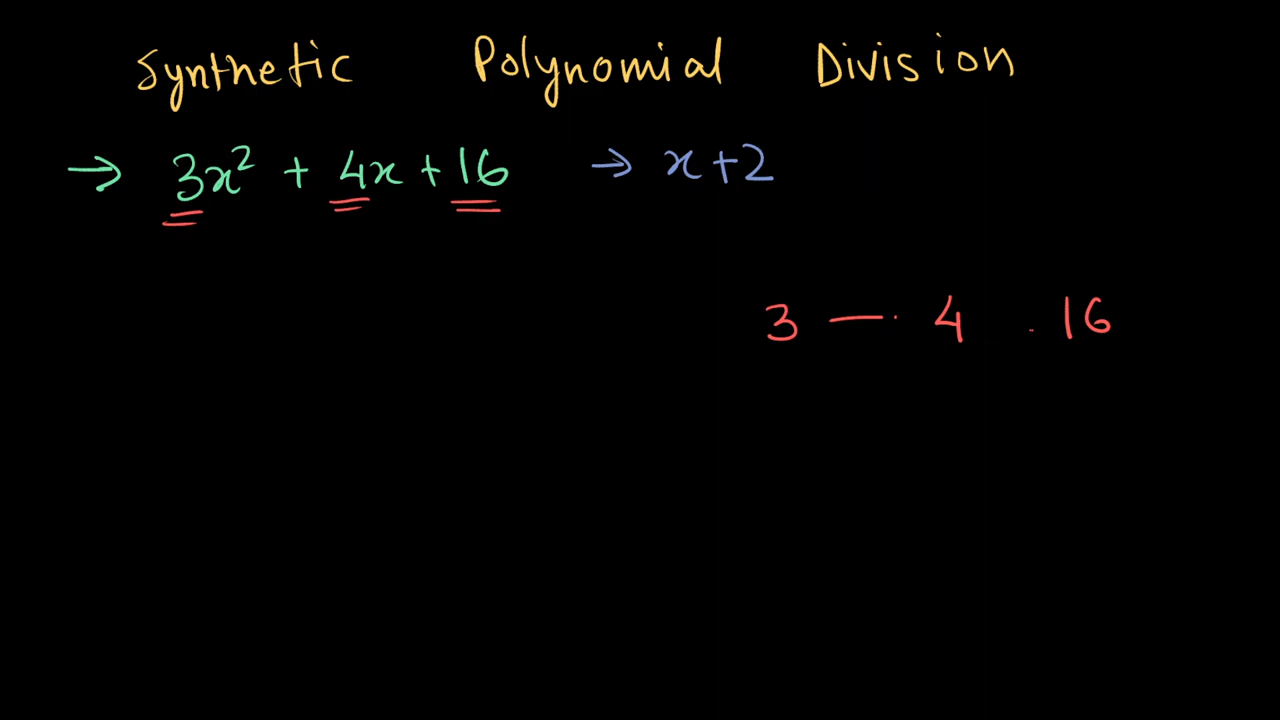 Synthetic Polynomial Division
→ 3x² + 4x + 16 → x + 2
3 — . 4 . 16